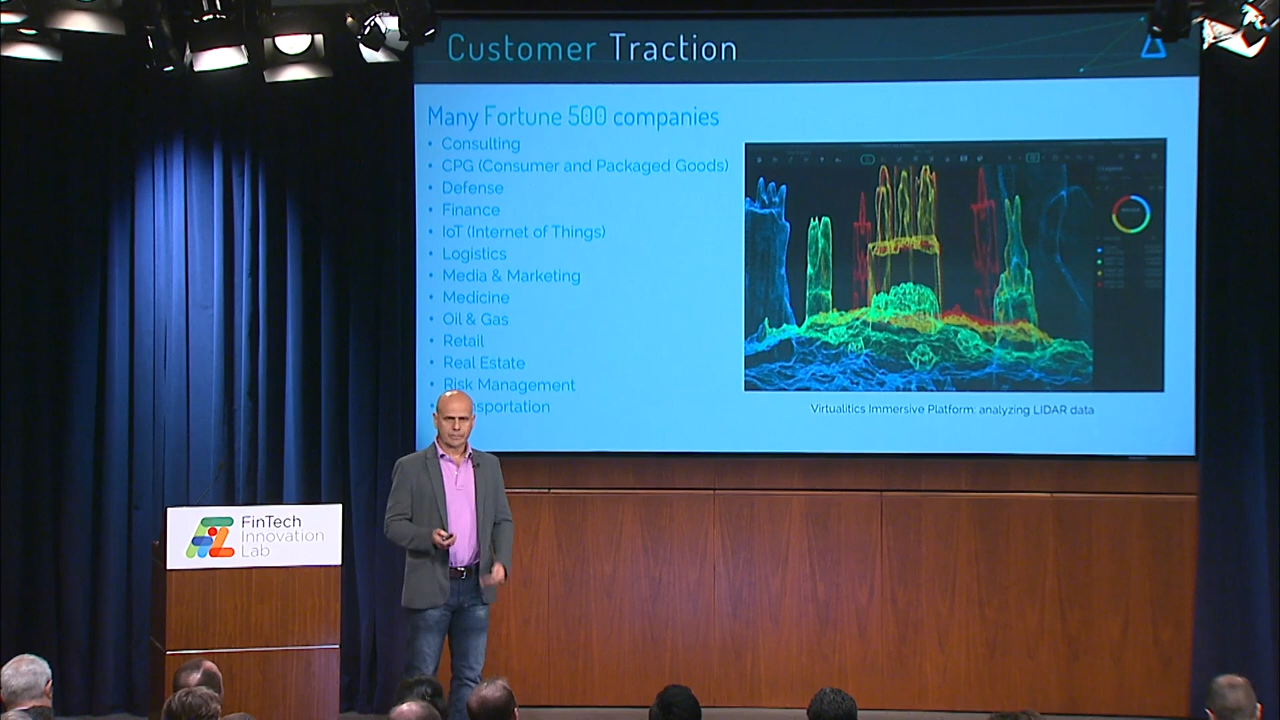 Customer Traction
Many Fortune 500 companies
• Consulting
• CPG (Consumer and Packaged Goods)
• Defense
• Finance
• IoT (Internet of Things)
• Logistics
• Media & Marketing
• Medicine
• Oil & Gas
• Retail
• Real Estate
• Risk Management
sportation
Virtualitics Immersive Platform: analyzing LIDAR data
FinTech
Innovation
Lab